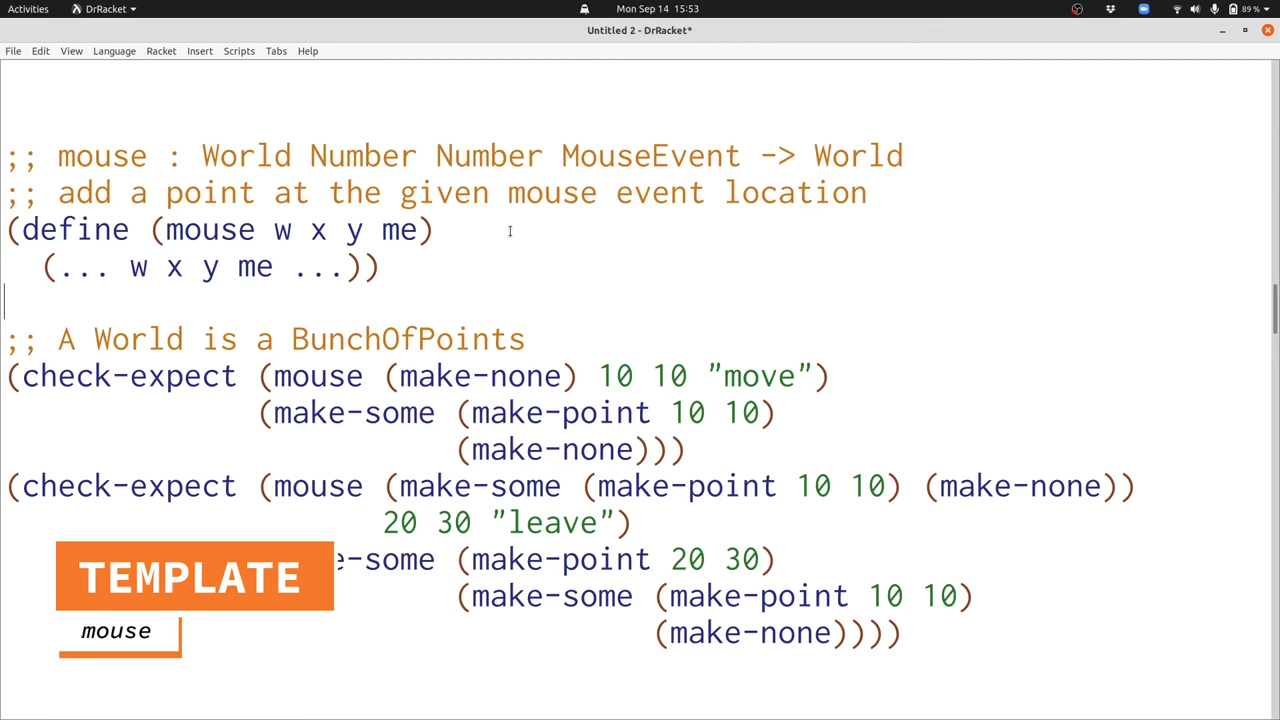 Activities DrRacket Mon Sep 14 15:53 89 %
Untitled 2 - DrRacket*
File Edit View Language Racket Insert Scripts Tabs Help
;; mouse : World Number Number MouseEvent -> World
;; add a point at the given mouse event location
(define (mouse w x y me)
(... w x y me ...))
;; A World is a BunchOfPoints
(check-expect (mouse (make-none) 10 10 "move")
(make-some (make-point 10 10)
(make-none)))
(check-expect (mouse (make-some (make-point 10 10) (make-none))
20 30 "leave")
e-some (make-point 20 30)
(make-some (make-point 10 10)
(make-none))))
TEMPLATE
mouse